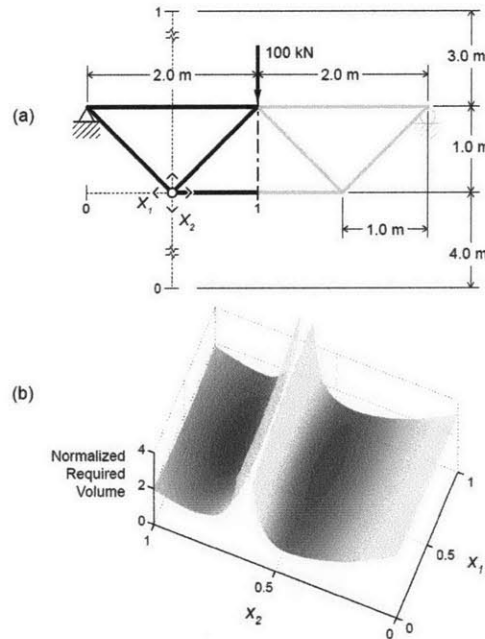 1
100 kN
2.0 m
2.0 m
3.0 m
(a)
1.0 m
0
X1
X2
1
1.0 m
4.0 m
0
(b)
Normalized
Required
Volume
4
2
0
1
0.5
0
X2
0
0.5
1
X1